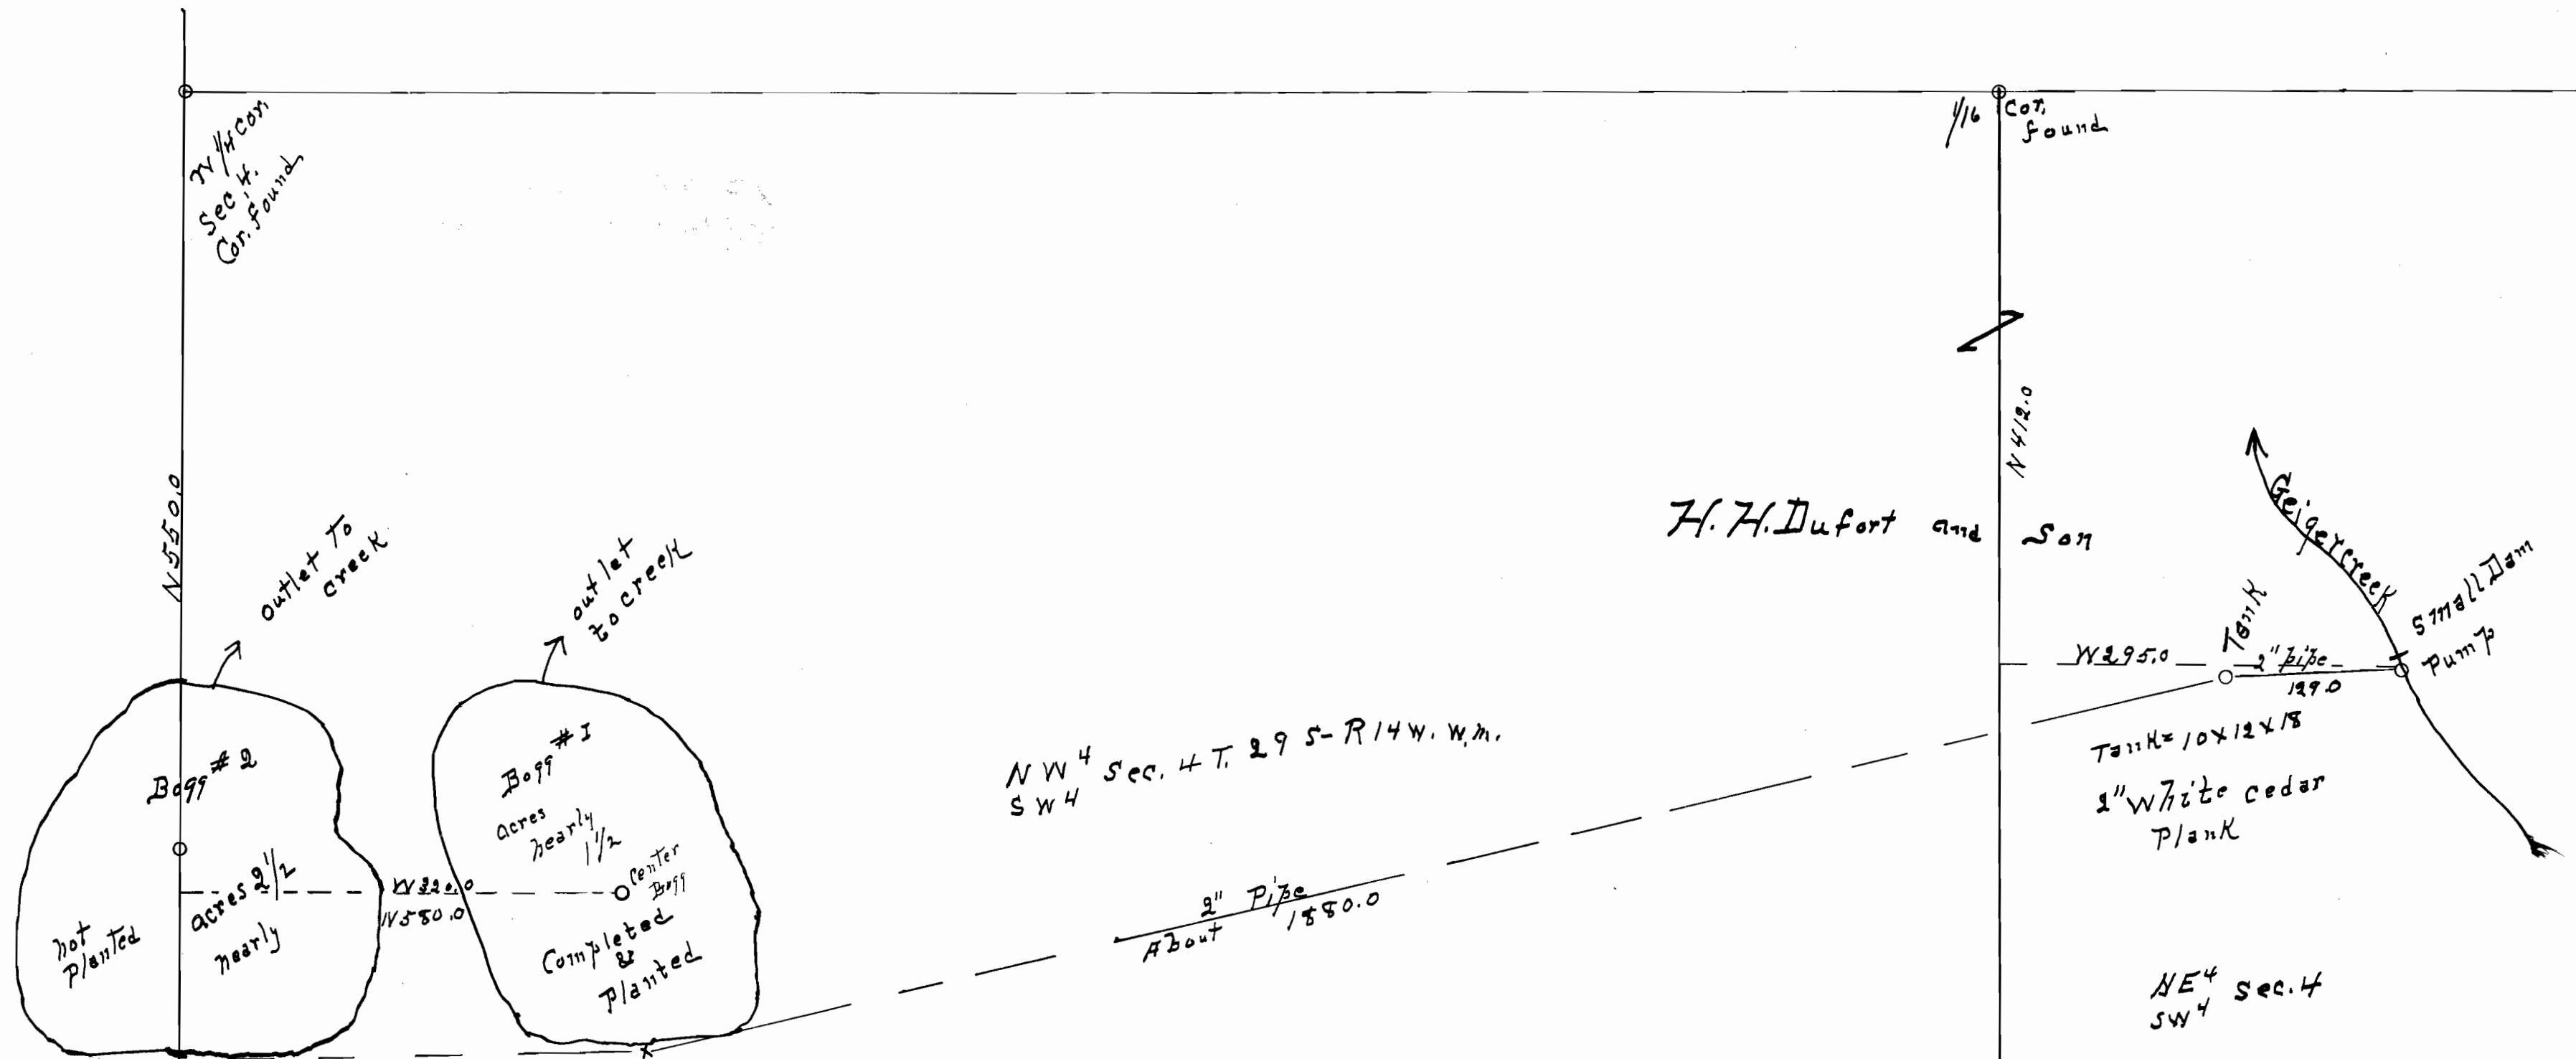 W 1/4 cor.
Sec. 4.
Cor. found
1/16 Cor.
found
N 550.0
N 412.0
outlet To
creek
outlet
to creek
H. H. Dufort and Son
Geigercreek
Small Dam
Pump
Tank
W 295.0
2" pipe
129.0
Tank= 10 x 12 x 18
2" White cedar
Plank
Bogg #2
acres 2 1/2
nearly
not
Planted
Bogg #1
acres
nearly
1 1/2
Center
Bogg
Completed
&
Planted
W 320.0
N 580.0
NW 4 Sec. 4 T. 29 S - R 14 W. W.M.
SW 4
2" Pipe
About 1880.0
NE 4 Sec. 4
SW 4